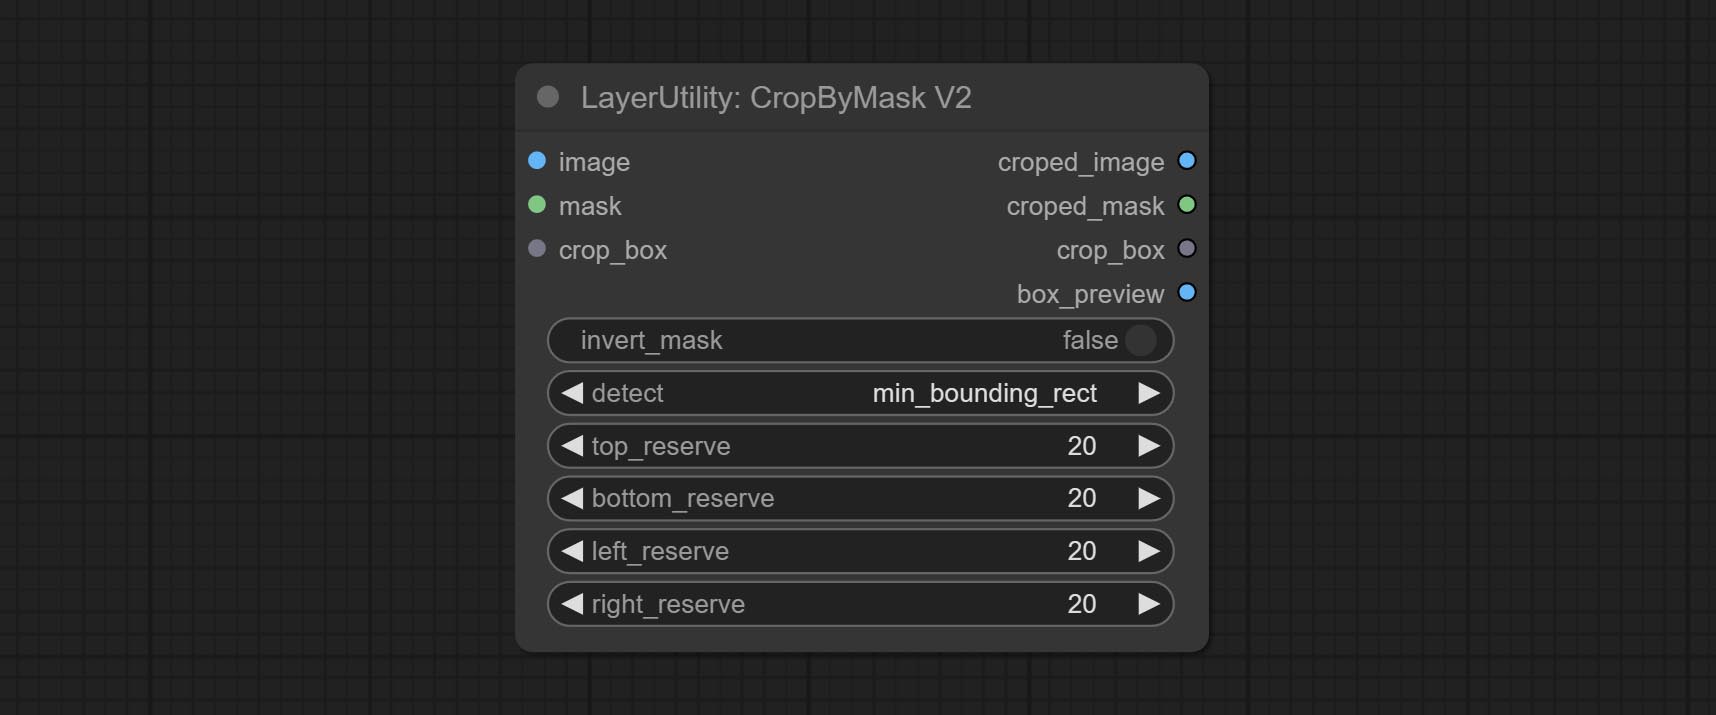 LayerUtility: CropByMask V2
image croped_image
mask croped_mask
crop_box crop_box
box_preview
invert_mask false
detect min_bounding_rect
top_reserve 20
bottom_reserve 20
left_reserve 20
right_reserve 20